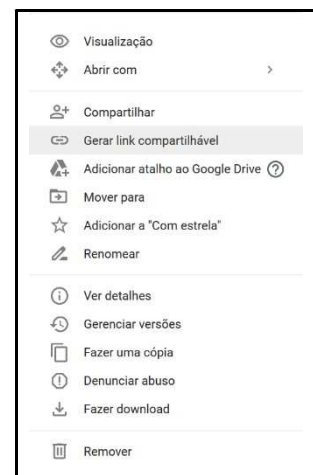 Visualização
Abrir com
Compartilhar
Gerar link compartilhável
Adicionar atalho ao Google Drive
Mover para
Adicionar a "Com estrela"
Renomear
Ver detalhes
Gerenciar versões
Fazer uma cópia
Denunciar abuso
Fazer download
Remover